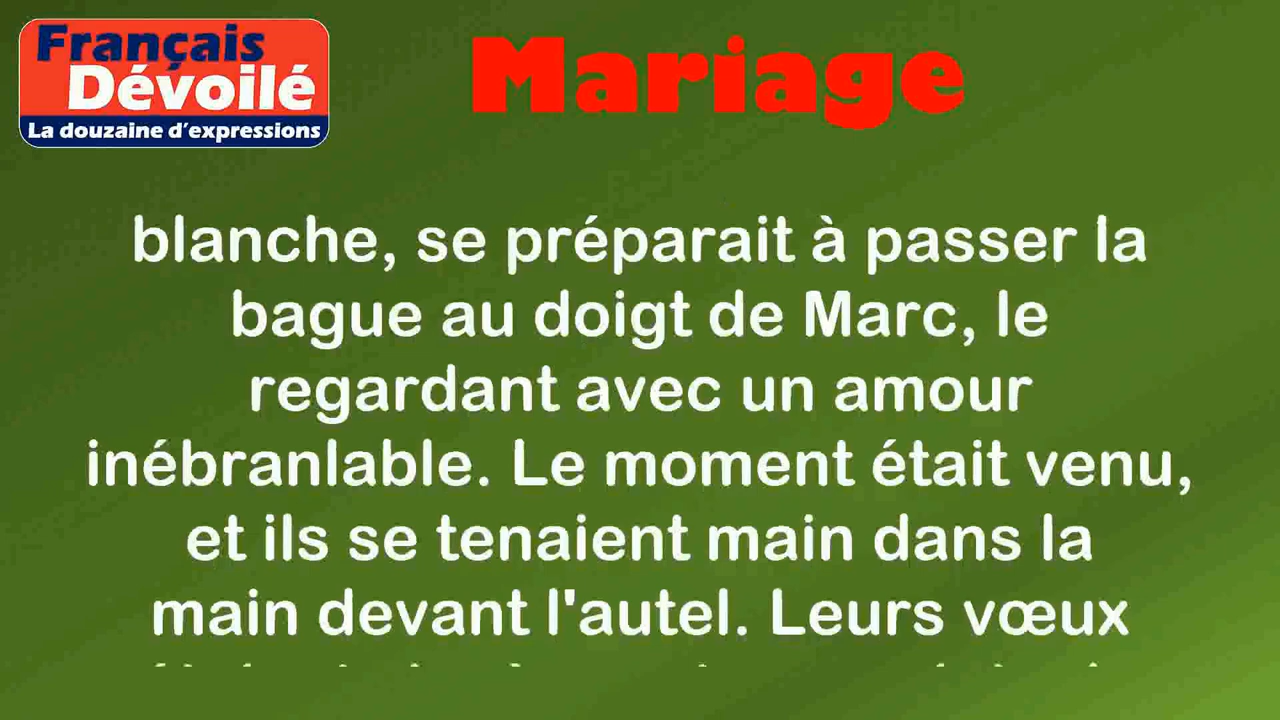 Français
Dévoilé
La douzaine d'expressions
Mariage
blanche, se préparait à passer la
bague au doigt de Marc, le
regardant avec un amour
inébranlable. Le moment était venu,
et ils se tenaient main dans la
main devant l'autel. Leurs vœux